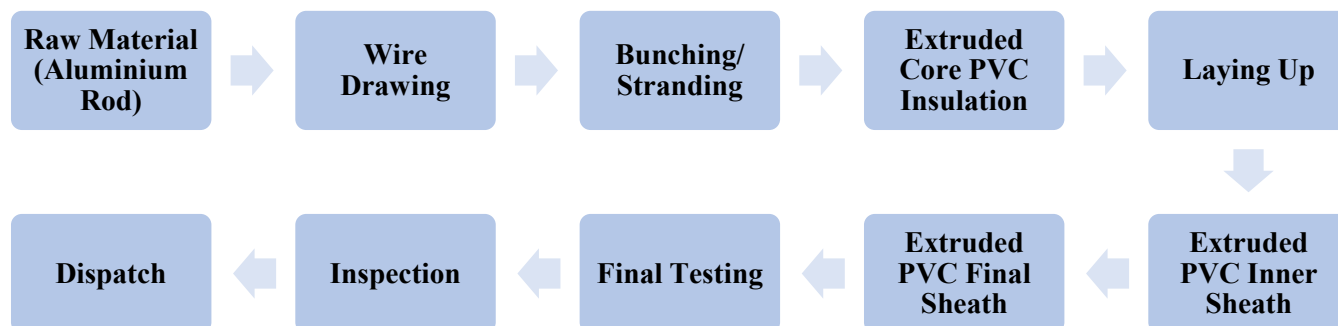 Raw Material
(Aluminium
Rod)
Wire
Drawing
Bunching/
Stranding
Extruded
Core PVC
Insulation
Laying Up
Extruded
PVC Inner
Sheath
Extruded
PVC Final
Sheath
Final Testing
Inspection
Dispatch